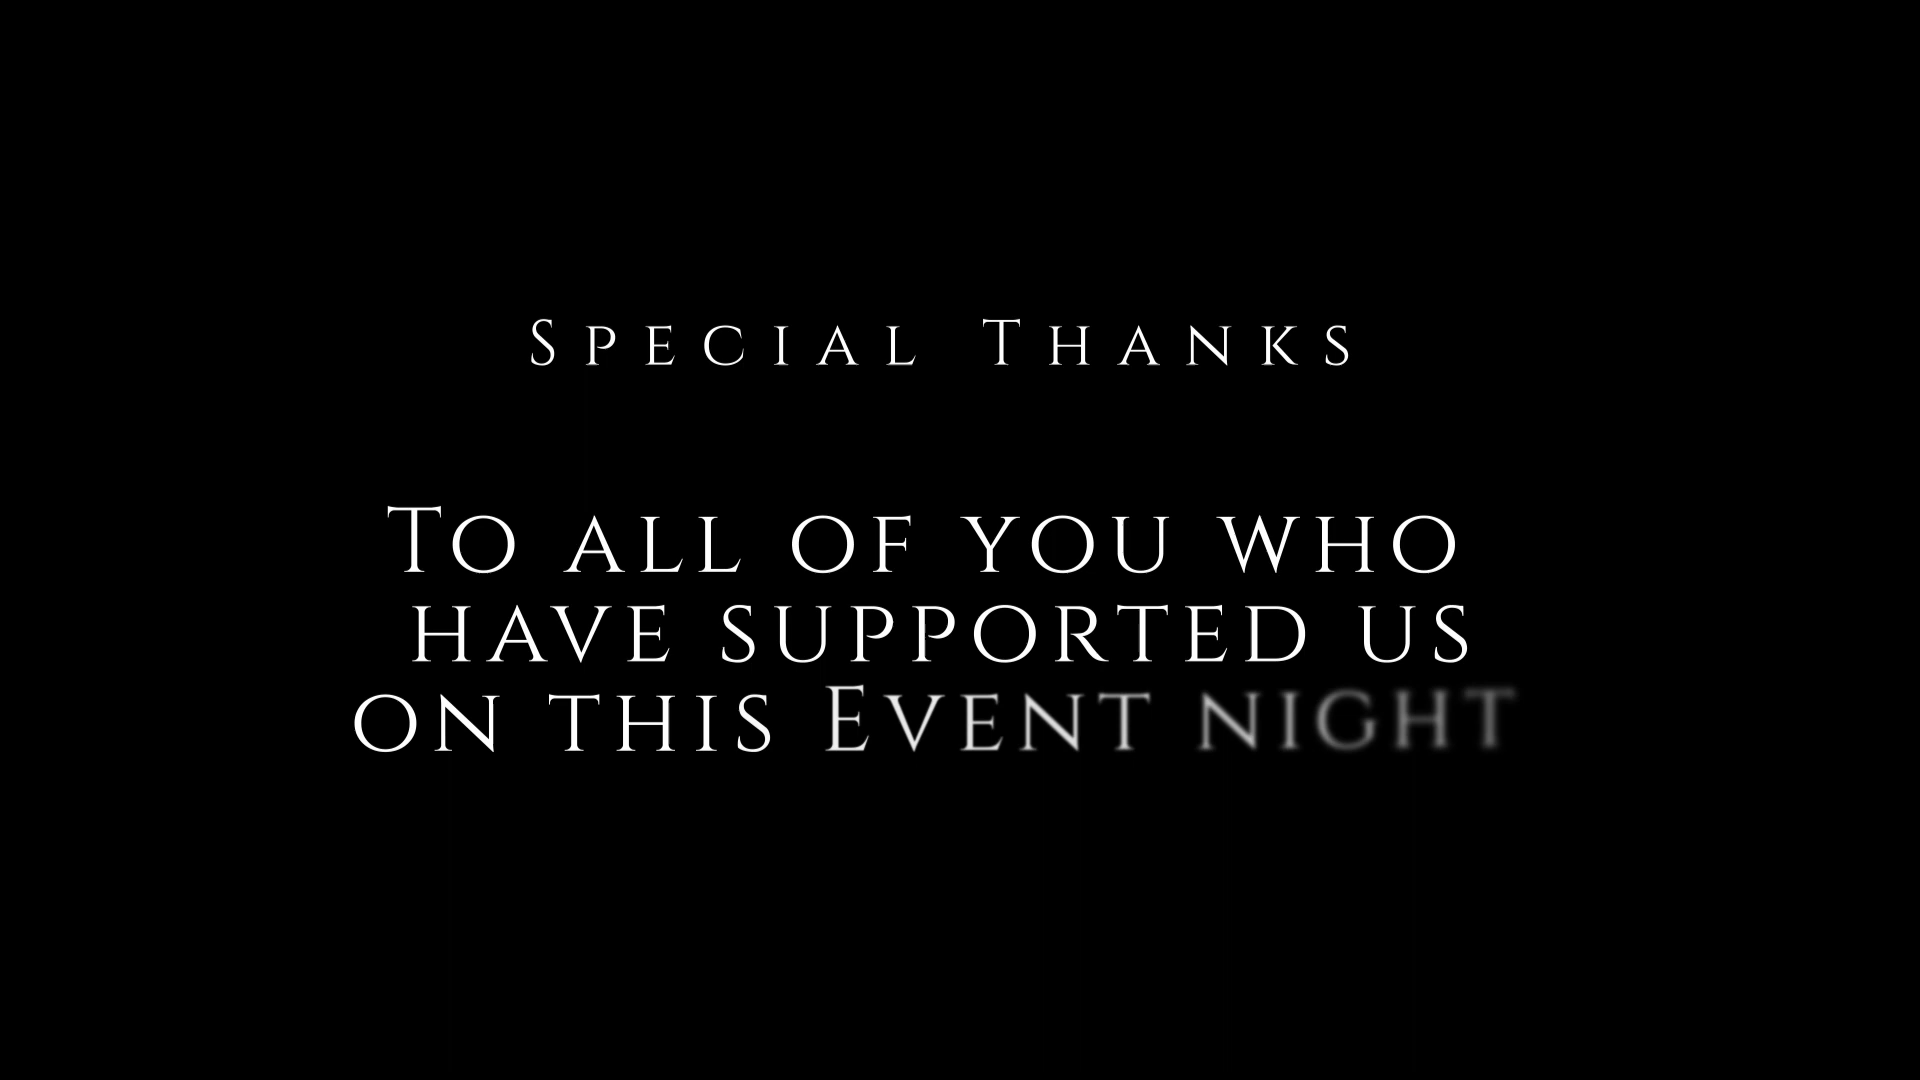 Special Thanks
To all of you who
have supported us
on this Event night